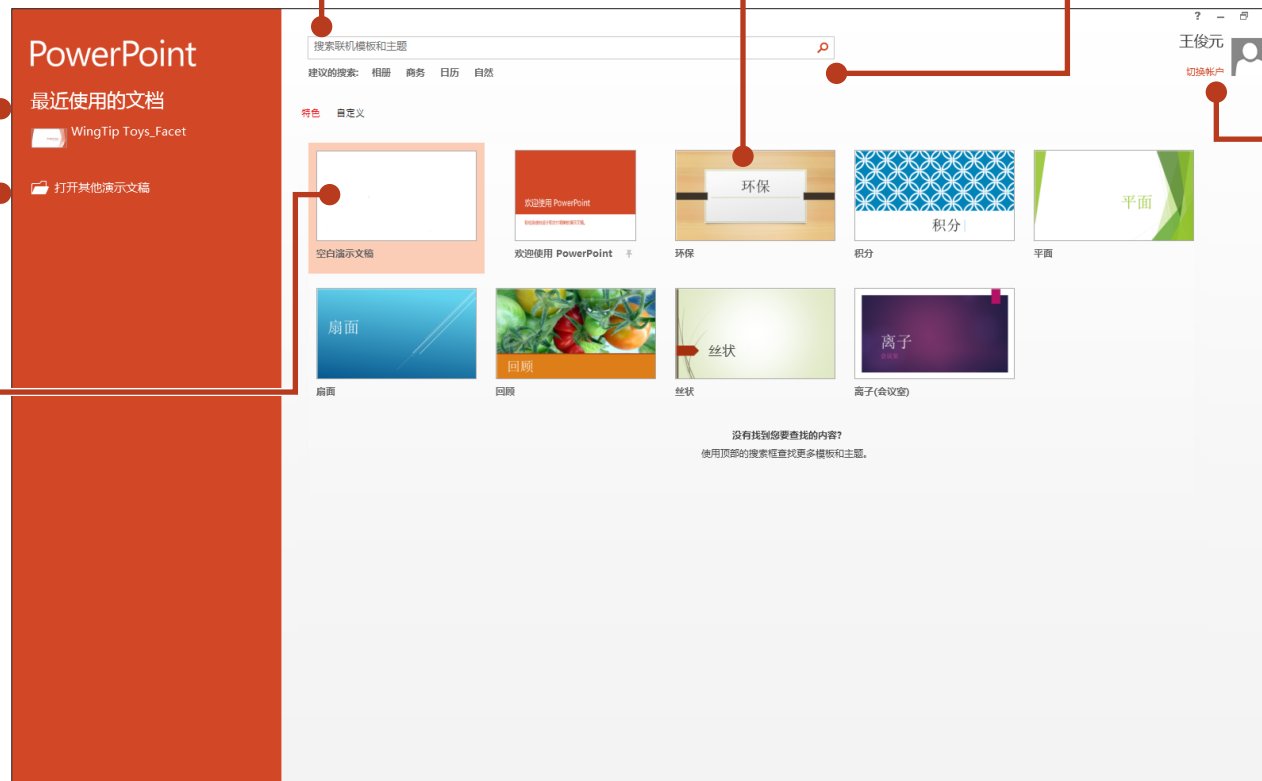 ? – 
PowerPoint
最近使用的文档
WingTip Toys_Facet
打开其他演示文稿
搜索联机模板和主题
建议的搜索: 相册 商务 日历 自然
王俊元
切换帐户
特色 自定义
欢迎使用 PowerPoint
环保
积分
平面
空白演示文稿 欢迎使用 PowerPoint 环保 积分 平面
扇面
回顾
丝状
离子
扇面 回顾 丝状 离子(会议室)
没有找到您要查找的内容?
使用顶部的搜索框查找更多模板和主题。